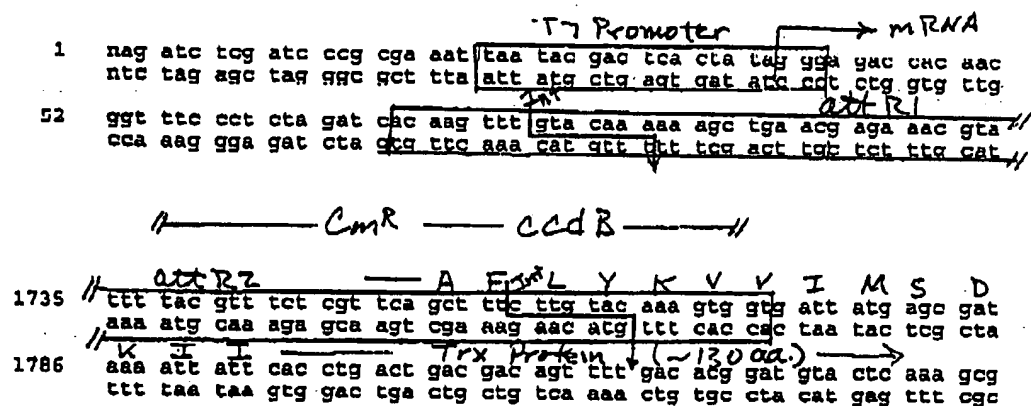 T7 Promoter mRNA
1 nag atc tcg atc ccg cga aat taa tac gac tca cta tag gga gac cac aac
ntc tag agc tag ggc gct tta att atg ctg agt gat atc cct ctg gtg ttg
Int attR1
52 ggt ttc cct cta gat cac aag ttt gta caa aaa agc tga acg aga aac gta
cca aag gga gat cta gtg ttc aaa cat gtt ttt tcg act tgc tct ttg cat
CmR ccdB
attR2 A F Int L Y K V V I M S D
1735 ttt tac gtt tct cgt tca gct ttc ttg tac aaa gtg gtg att atg agc gat
aaa atg caa aga gca agt cga aag aac atg ttt cac cac taa tac tcg cta
K I I Trx Protein (~120 aa.)
1786 aaa att att cac ctg act gac gac agt ttt gac atg gat gta ctc aaa gcg
ttt taa taa gtg gac tga ctg ctg tca aaa ctg tgc cta cat gag ttt cgc